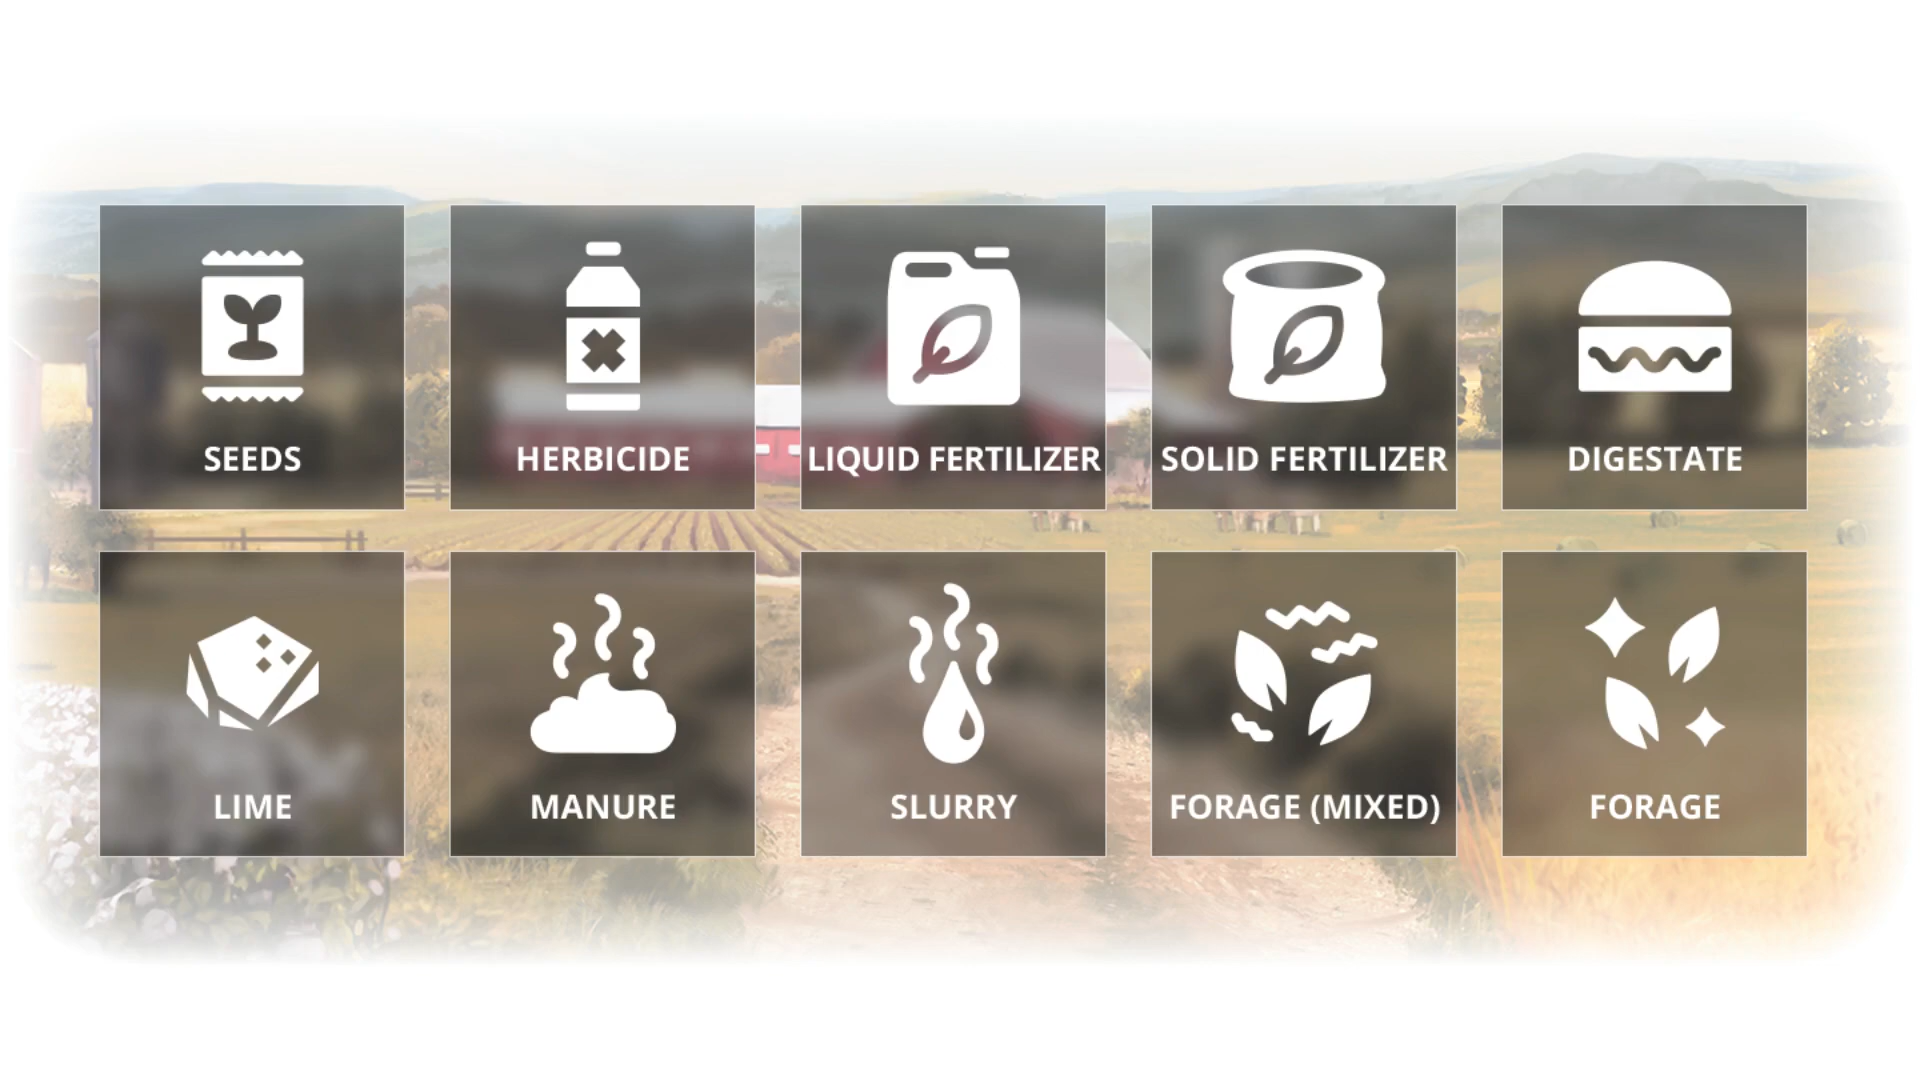 SEEDS
HERBICIDE
LIQUID FERTILIZER
SOLID FERTILIZER
DIGESTATE
LIME
MANURE
SLURRY
FORAGE (MIXED)
FORAGE